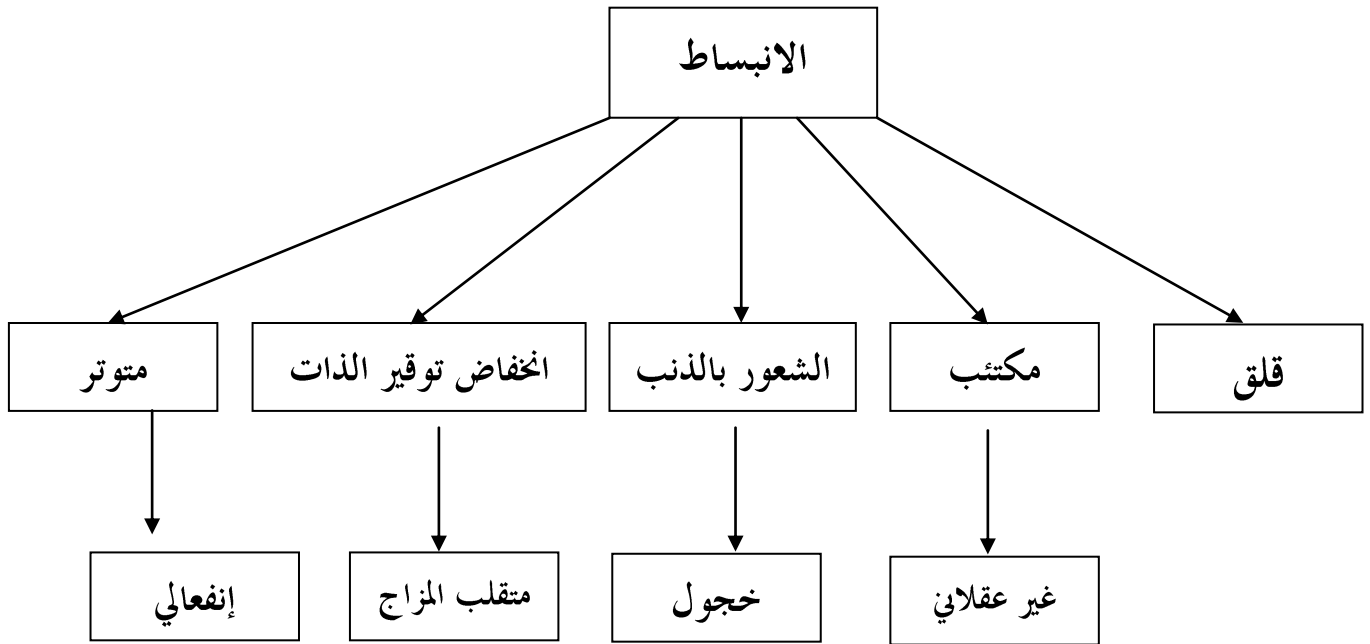 الانبساط
قلق
مكتئب
الشعور بالذنب
انخفاض توقير الذات
متوتر
غير عقلاني
خجول
متقلب المزاج
إنفعالي